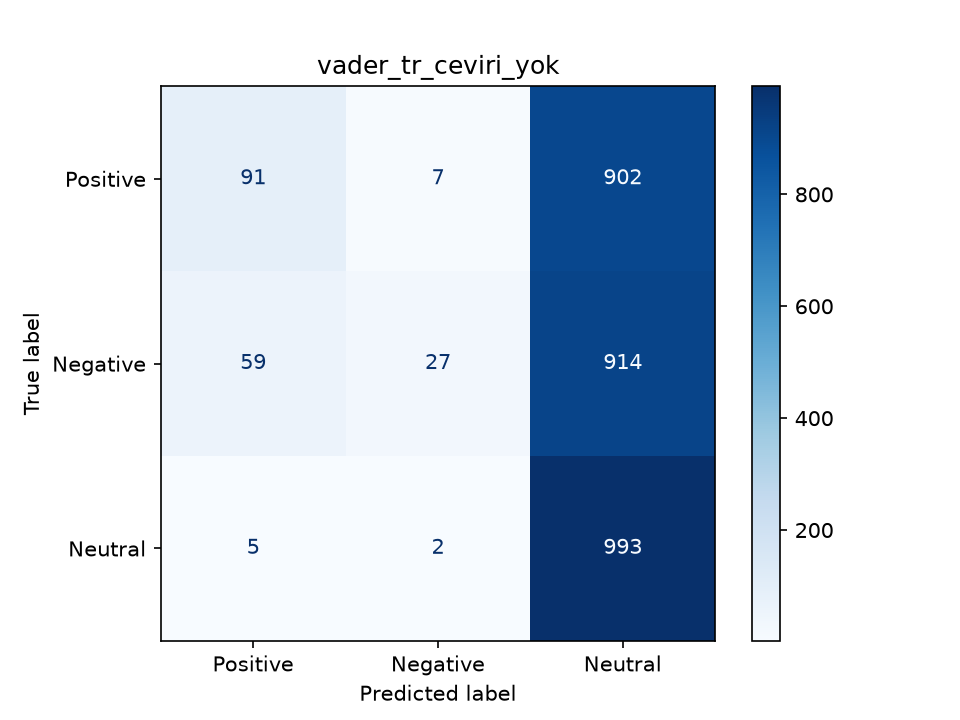 vader_tr_ceviri_yok
True label
Positive 91 7 902
Negative 59 27 914
Neutral 5 2 993
Positive Negative Neutral
Predicted label
800
600
400
200